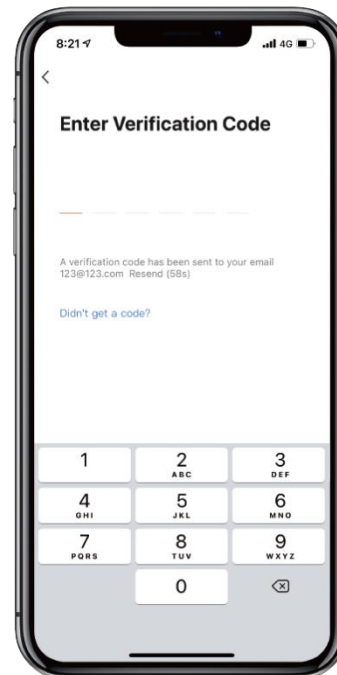 8:21
4G
Enter Verification Code
A verification code has been sent to your email
123@123.com Resend (58s)
Didn't get a code?
1
2
ABC
3
DEF
4
GHI
5
JKL
6
MNO
7
PQRS
8
TUV
9
WXYZ
0